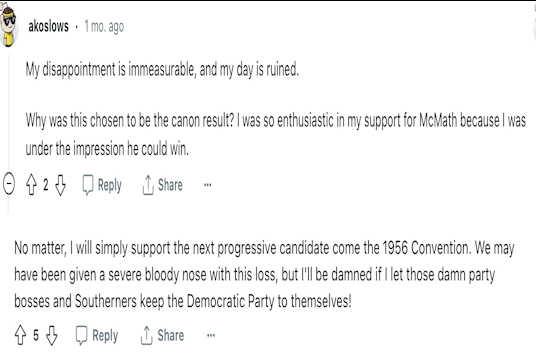 akoslows · 1 mo. ago
My disappointment is immeasurable, and my day is ruined.
Why was this chosen to be the canon result? I was so enthusiastic in my support for McMath because I was
under the impression he could win.
2 Reply Share ...
No matter, I will simply support the next progressive candidate come the 1956 Convention. We may
have been given a severe bloody nose with this loss, but I'll be damned if I let those damn party
bosses and Southerners keep the Democratic Party to themselves!
5 Reply Share ...